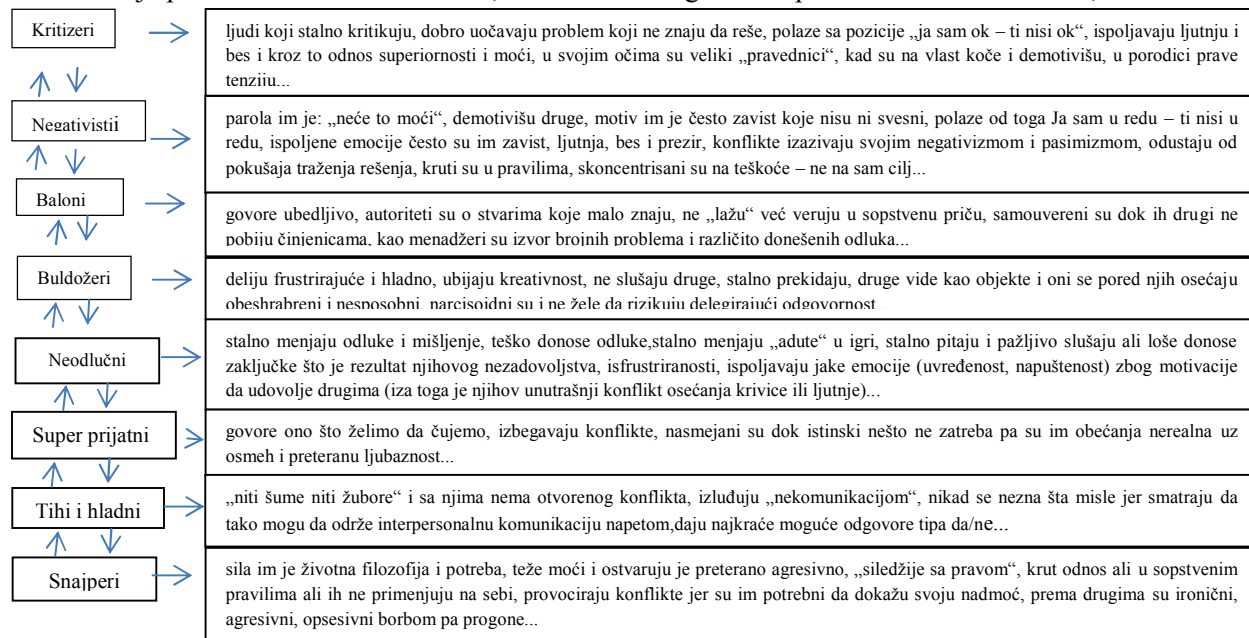 Kritizeri
ljudi koji stalno kritikuju, dobro uočavaju problem koji ne znaju da reše, polaze sa pozicije „ja sam ok – ti nisi ok“, ispoljavaju ljutnju i
bes i kroz to odnos superiornosti i moći, u svojim očima su veliki „pravednici“, kad su na vlast koče i demotivišu, u porodici prave
tenziju...
Negativisti
parola im je: „neće to moći“, demotivišu druge, motiv im je često zavist koje nisu ni svesni, polaze od toga Ja sam u redu – ti nisi u
redu, ispoljene emocije često su im zavist, ljutnja, bes i prezir, konflikte izazivaju svojim negativizmom i pasimizmom, odustaju od
pokušaja traženja rešenja, kruti su u pravilima, skoncentrisani su na teškoće – ne na sam cilj...
Baloni
govore ubedljivo, autoriteti su o stvarima koje malo znaju, ne „lažu“ već veruju u sopstvenu priču, samouvereni su dok ih drugi ne
pobiju činjenicama, kao menadžeri su izvor brojnih problema i različito donešenih odluka...
Buldožeri
deliju frustrirajuće i hladno, ubijaju kreativnost, ne slušaju druge, stalno prekidaju, druge vide kao objekte i oni se pored njih osećaju
obeshrabreni i nesposobni, narcisoidni su i ne žele da rizikuju delegirajući odgovornost
Neodlučni
stalno menjaju odluke i mišljenje, teško donose odluke,stalno menjaju „adute“ u igri, stalno pitaju i pažljivo slušaju ali loše donose
zaključke što je rezultat njihovog nezadovoljstva, isfrustriranosti, ispoljavaju jake emocije (uvređenost, napuštenost) zbog motivacije
da udovolje drugima (iza toga je njihov unutrašnji konflikt osećanja krivice ili ljutnje)...
Super prijatni
govore ono što želimo da čujemo, izbegavaju konflikte, nasmejani su dok istinski nešto ne zatreba pa su im obećanja nerealna uz
osmeh i preteranu ljubaznost...
Tihi i hladni
„niti šume niti žubore“ i sa njima nema otvorenog konflikta, izluđuju „nekomunikacijom“, nikad se nezna šta misle jer smatraju da
tako mogu da održe interpersonalnu komunikaciju napetom,daju najkraće moguće odgovore tipa da/ne...
Snajperi
sila im je životna filozofija i potreba, teže moći i ostvaruju je preterano agresivno, „siledžije sa pravom“, krut odnos ali u sopstvenim
pravilima ali ih ne primenjuju na sebi, provociraju konflikte jer su im potrebni da dokažu svoju nadmoć, prema drugima su ironični,
agresivni, opsesivni borbom pa progone...